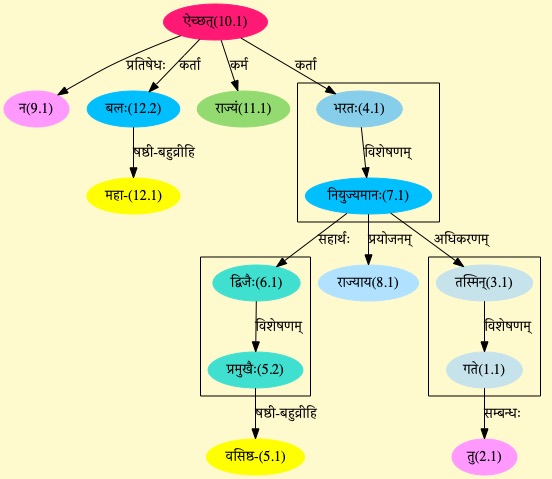 ऐच्छत्(10.1)
प्रतिषेधः कर्ता कर्म कर्ता
न(9.1) बलः(12.2) राज्यं(11.1) भरतः(4.1)
षष्ठी-बहुव्रीहि विशेषणम्
महा-(12.1) नियुज्यमानः(7.1)
सहार्थः प्रयोजनम् अधिकरणम्
द्विजैः(6.1) राज्याय(8.1) तस्मिन्(3.1)
विशेषणम् विशेषणम्
प्रमुखैः(5.2) गते(1.1)
षष्ठी-बहुव्रीहि सम्बन्धः
वसिष्ठ-(5.1) तु(2.1)